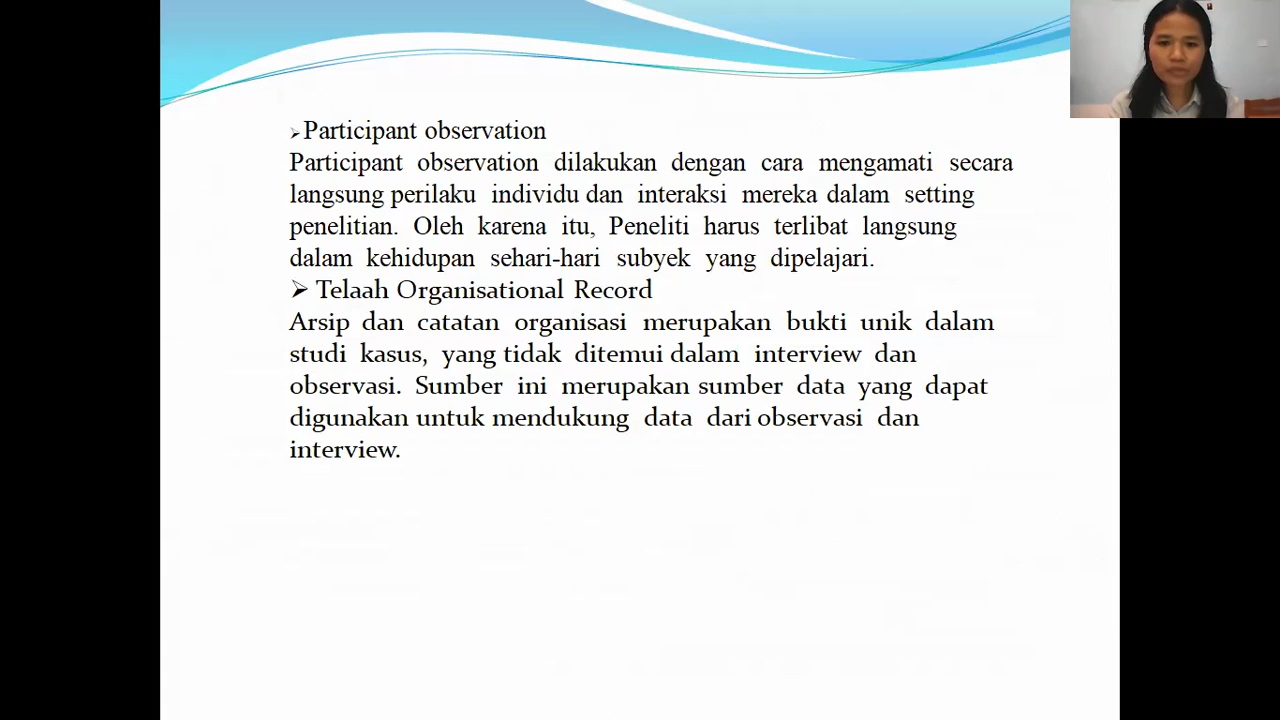 ➢Participant observation
Participant observation dilakukan dengan cara mengamati secara
langsung perilaku individu dan interaksi mereka dalam setting
penelitian. Oleh karena itu, Peneliti harus terlibat langsung
dalam kehidupan sehari-hari subyek yang dipelajari.
➢ Telaah Organisational Record
Arsip dan catatan organisasi merupakan bukti unik dalam
studi kasus, yang tidak ditemui dalam interview dan
observasi. Sumber ini merupakan sumber data yang dapat
digunakan untuk mendukung data dari observasi dan
interview.